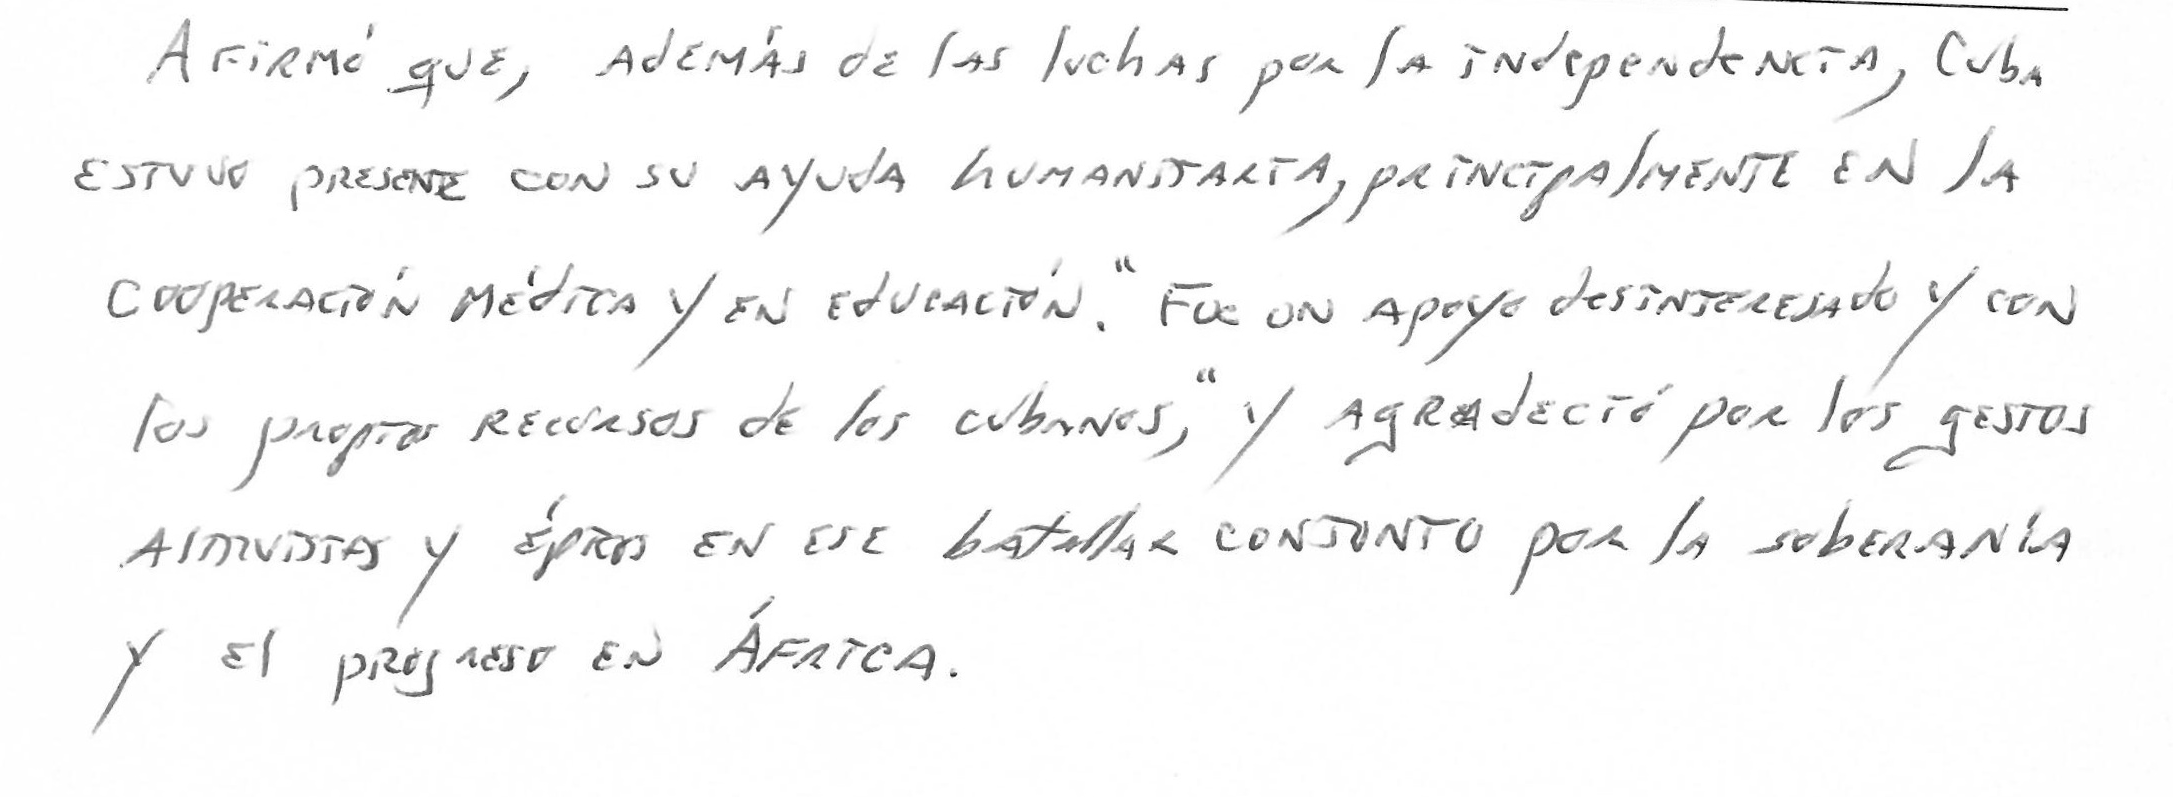 Afirmó que, además de las luchas por la independencia, Cuba
estuvo presente con su ayuda humanitaria, principalmente en la
cooperación médica y en educación. "Fue un apoyo desinteresado y con
los propios recursos de los cubanos," y agradeció por los gestos
altruistas y épicos en ese batallar conjunto por la soberanía
y el progreso en África.